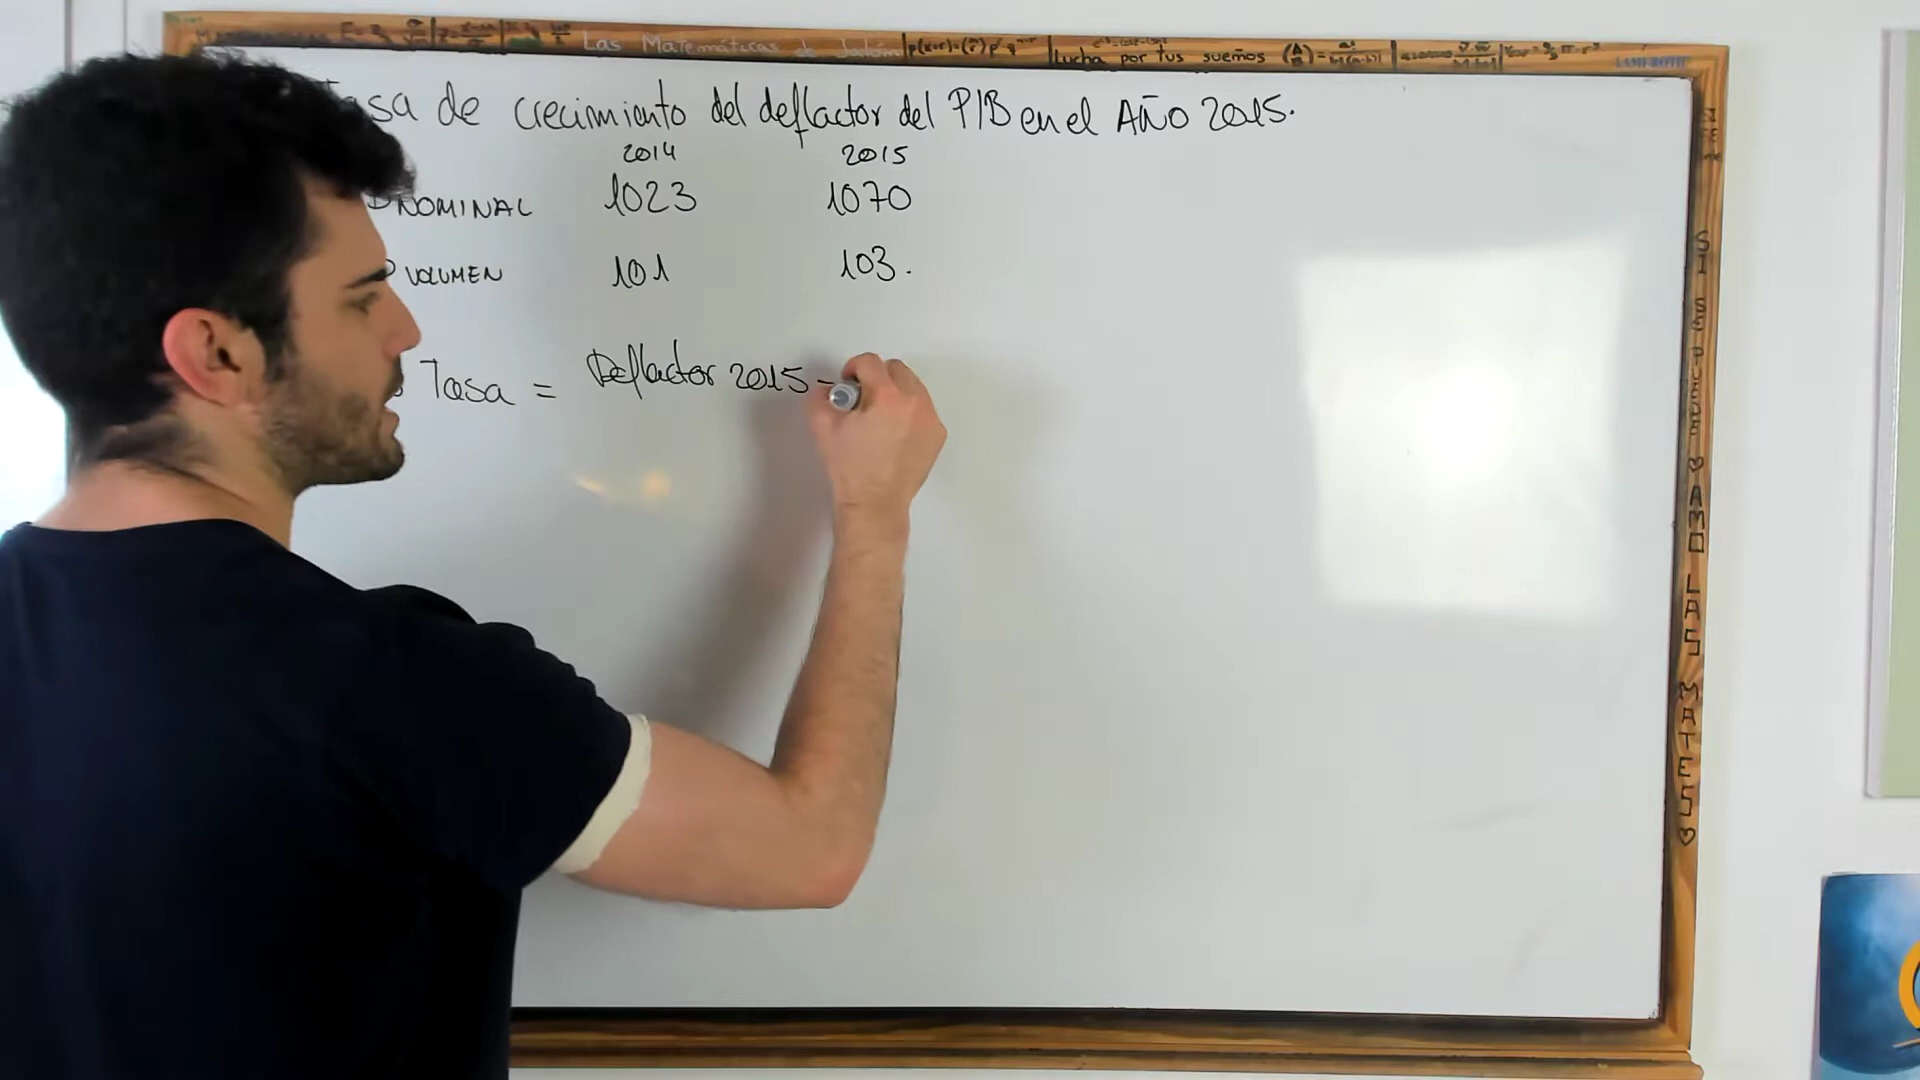 Las Matemáticas de Jalón
Lucha por tus sueños
asa de crecimiento del deflactor del PIB en el AÑO 2015.
2014 2015
NOMINAL 1023 1070
VOLUMEN 101 103.
Tasa = Deflactor 2015 -
SI SE PUEDE ♡ AMO LAS MATES ♡